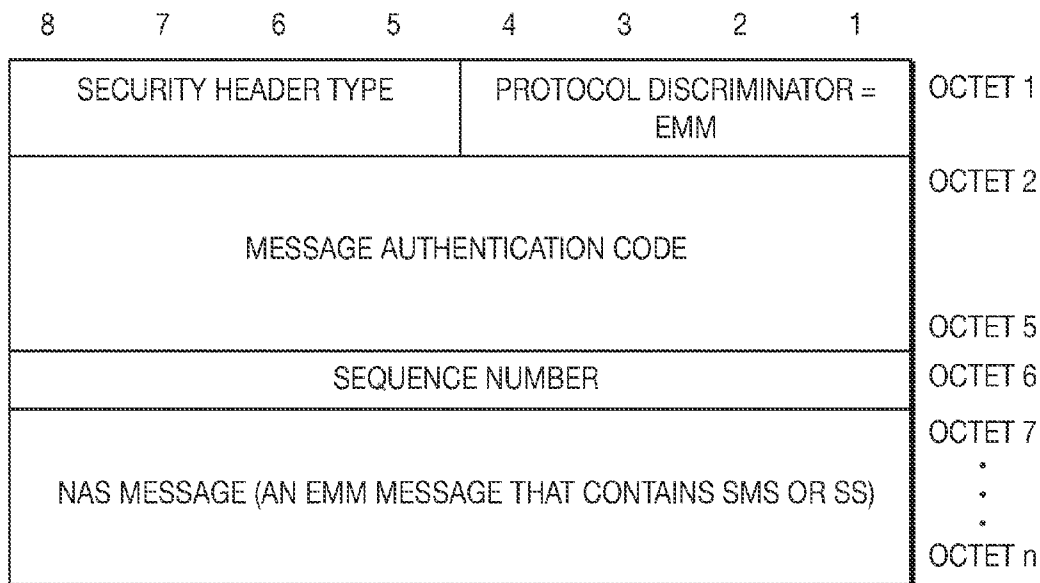 8 7 6 5 4 3 2 1
SECURITY HEADER TYPE
PROTOCOL DISCRIMINATOR =
EMM
OCTET 1
OCTET 2
MESSAGE AUTHENTICATION CODE
OCTET 5
SEQUENCE NUMBER
OCTET 6
OCTET 7
NAS MESSAGE (AN EMM MESSAGE THAT CONTAINS SMS OR SS)
OCTET n